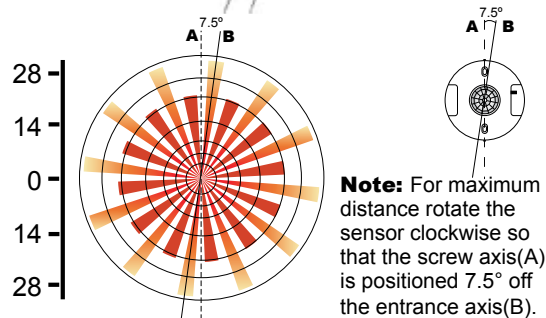 7.5°
A B
28
14
0
14
28
7.5°
A B
Note: For maximum
distance rotate the
sensor clockwise so
that the screw axis(A)
is positioned 7.5° off
the entrance axis(B).